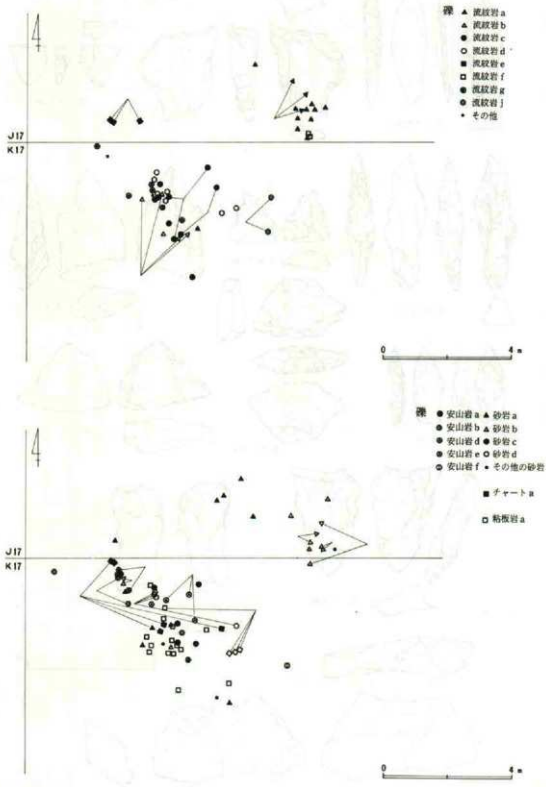 礫 ▲ 流紋岩a
△ 流紋岩b
● 流紋岩c
○ 流紋岩d
■ 流紋岩e
□ 流紋岩f
流紋岩g
流紋岩j
その他
J17
K17
0 4m
礫 ● 安山岩a ▲ 砂岩a
安山岩b △ 砂岩b
安山岩d 砂岩c
安山岩e ○ 砂岩d
安山岩f その他の砂岩
■ チャートa
□ 粘板岩a
J17
K17
0 4m